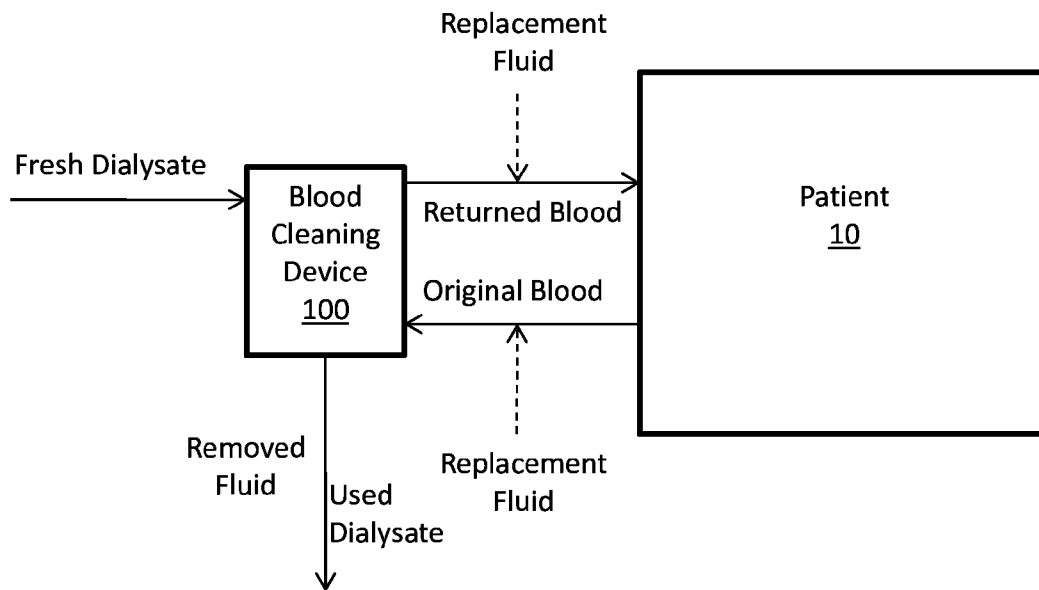 Replacement
Fluid
Fresh Dialysate
Blood
Cleaning
Device
100
Returned Blood
Original Blood
Patient
10
Replacement
Fluid
Removed
Fluid
Used
Dialysate